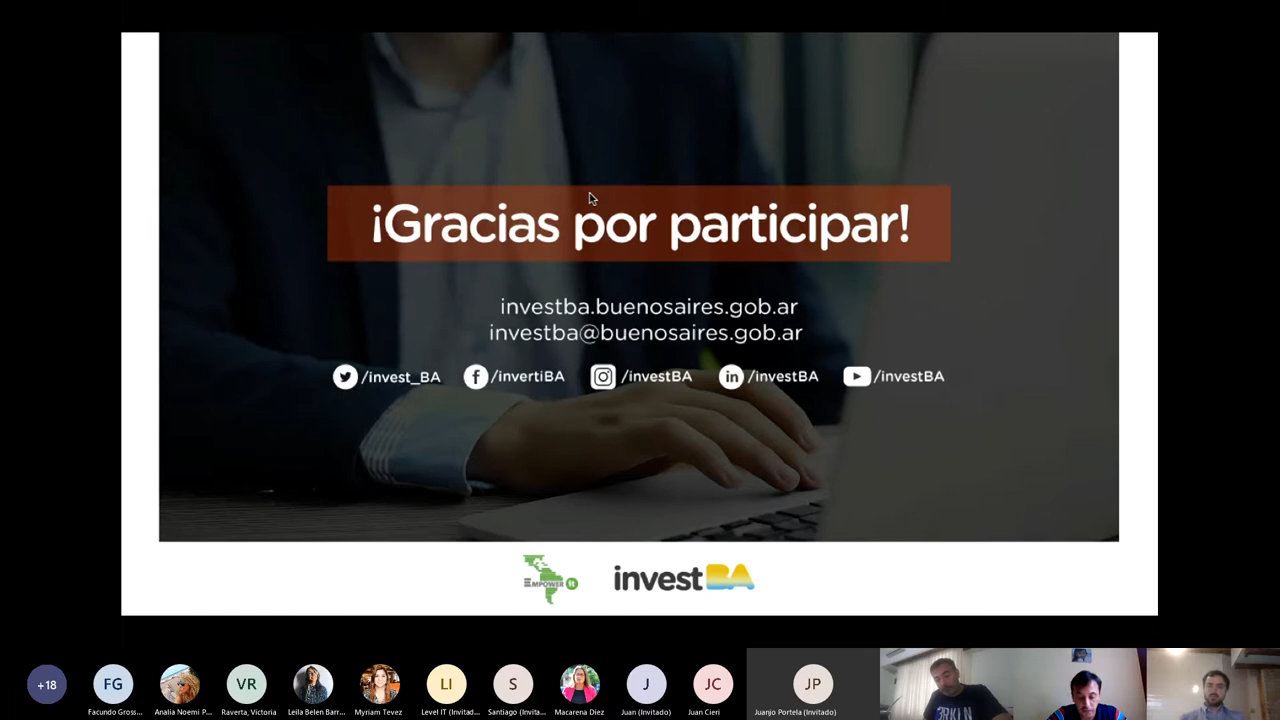 ¡Gracias por participar!
investba.buenosaires.gob.ar
investba@buenosaires.gob.ar
/invest_BA /invertiBA /investBA /investBA /investBA
EMPOWER It
investBA
+18 FG VR LI S J JC JP
Facundo Gross... Analia Noemi P... Raverta, Victoria Leila Belen Barr... Myriam Tevez Level IT (Invitad... Santiago (Invita... Macarena Diez Juan (Invitado) Juan Cieri Juanjo Portela (Invitado)